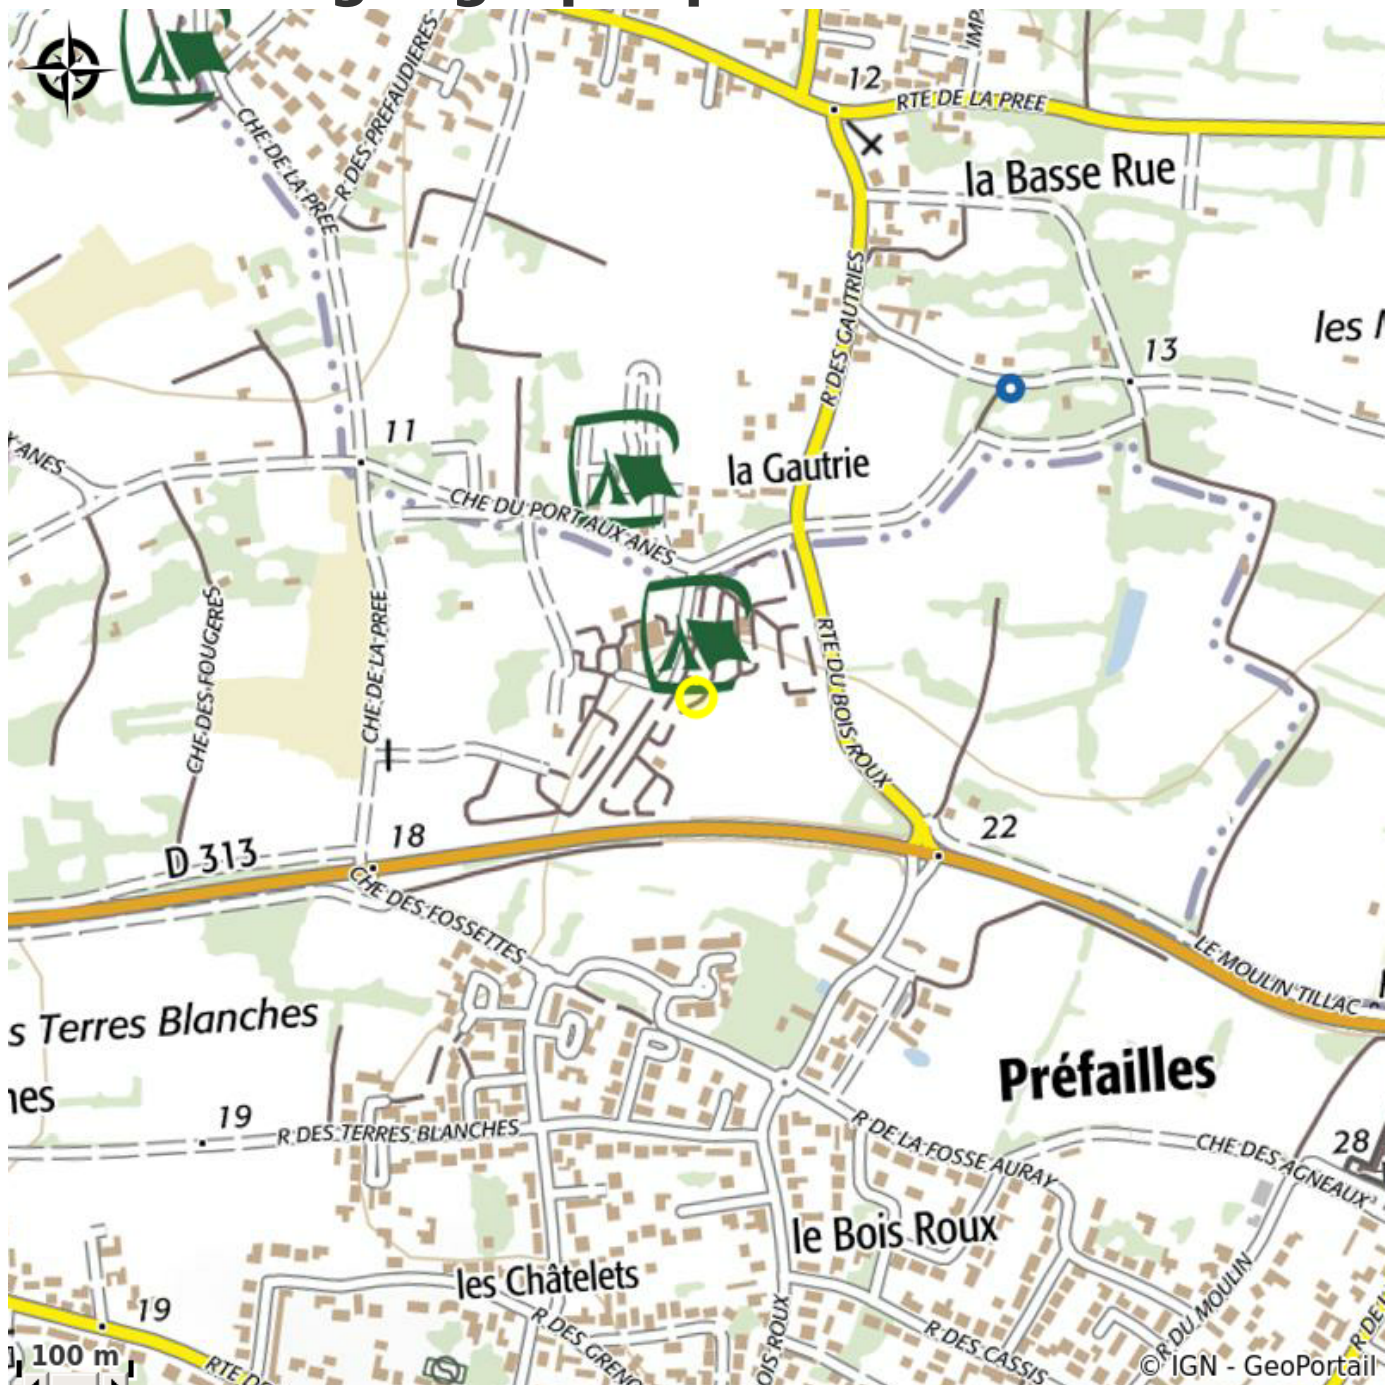 12
RTE DE LA PREE
R DES PREFAUDIERES
CHE DE LA PREE
la Basse Rue
R DES GAUTRIES
13
11
la Gautrie
CHE DU PORT AUX ANES
CHE DES FOUGERES
CHE DE LA PREE
RTE DU BOIS ROUX
22
18
D 313
CHE DES FOSSETTES
LE MOULIN TILLAC
Terres Blanches
Préfailles
19
R DES TERRES BLANCHES
R DE LA FOSSE AURAY
CHE DES AGNEAUX
28
le Bois Roux
les Châtelets
19
R DU MOULIN
R DES CASSIS
100 m
© IGN - GeoPortail